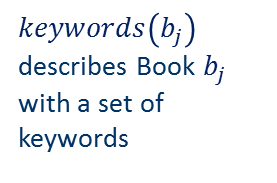 keywords(bⱼ)
describes Book bⱼ
with a set of
keywords